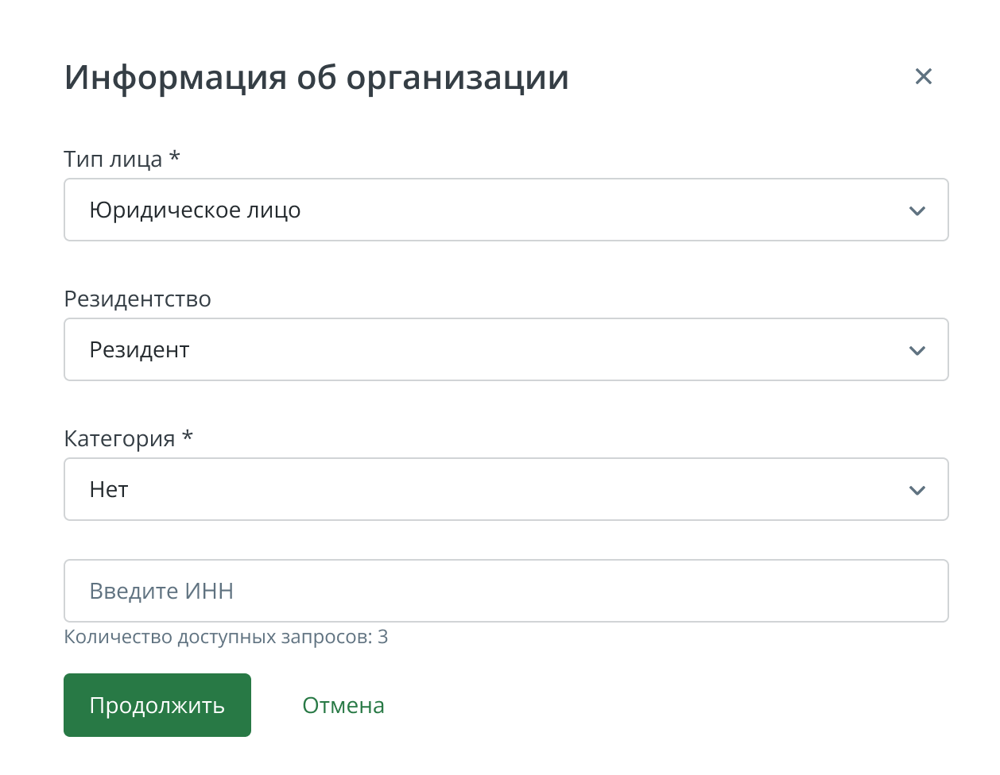 Информация об организации
Тип лица *
Юридическое лицо
Резидентство
Резидент
Категория *
Нет
Введите ИНН
Количество доступных запросов: 3
Продолжить
Отмена